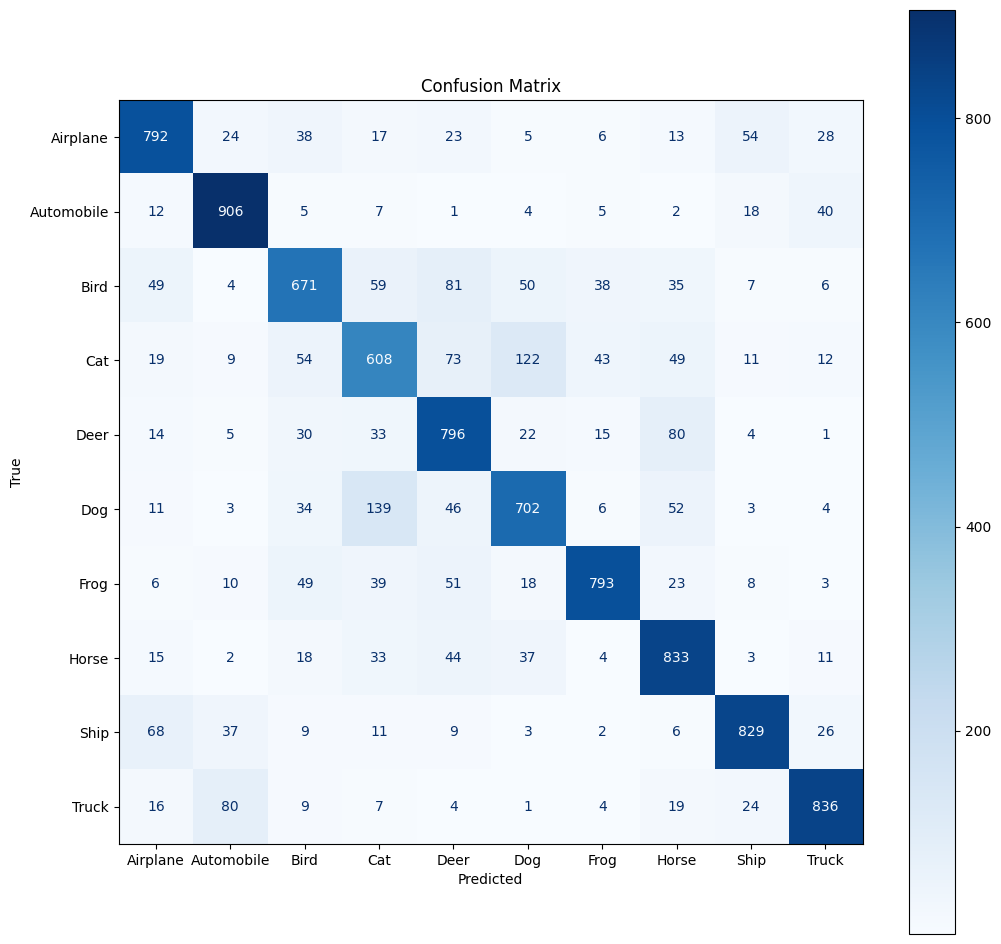 Confusion Matrix
Airplane 792 24 38 17 23 5 6 13 54 28
Automobile 12 906 5 7 1 4 5 2 18 40
Bird 49 4 671 59 81 50 38 35 7 6
Cat 19 9 54 608 73 122 43 49 11 12
Deer 14 5 30 33 796 22 15 80 4 1
Dog 11 3 34 139 46 702 6 52 3 4
Frog 6 10 49 39 51 18 793 23 8 3
Horse 15 2 18 33 44 37 4 833 3 11
Ship 68 37 9 11 9 3 2 6 829 26
Truck 16 80 9 7 4 1 4 19 24 836
Airplane Automobile Bird Cat Deer Dog Frog Horse Ship Truck
Predicted
True
800
600
400
200